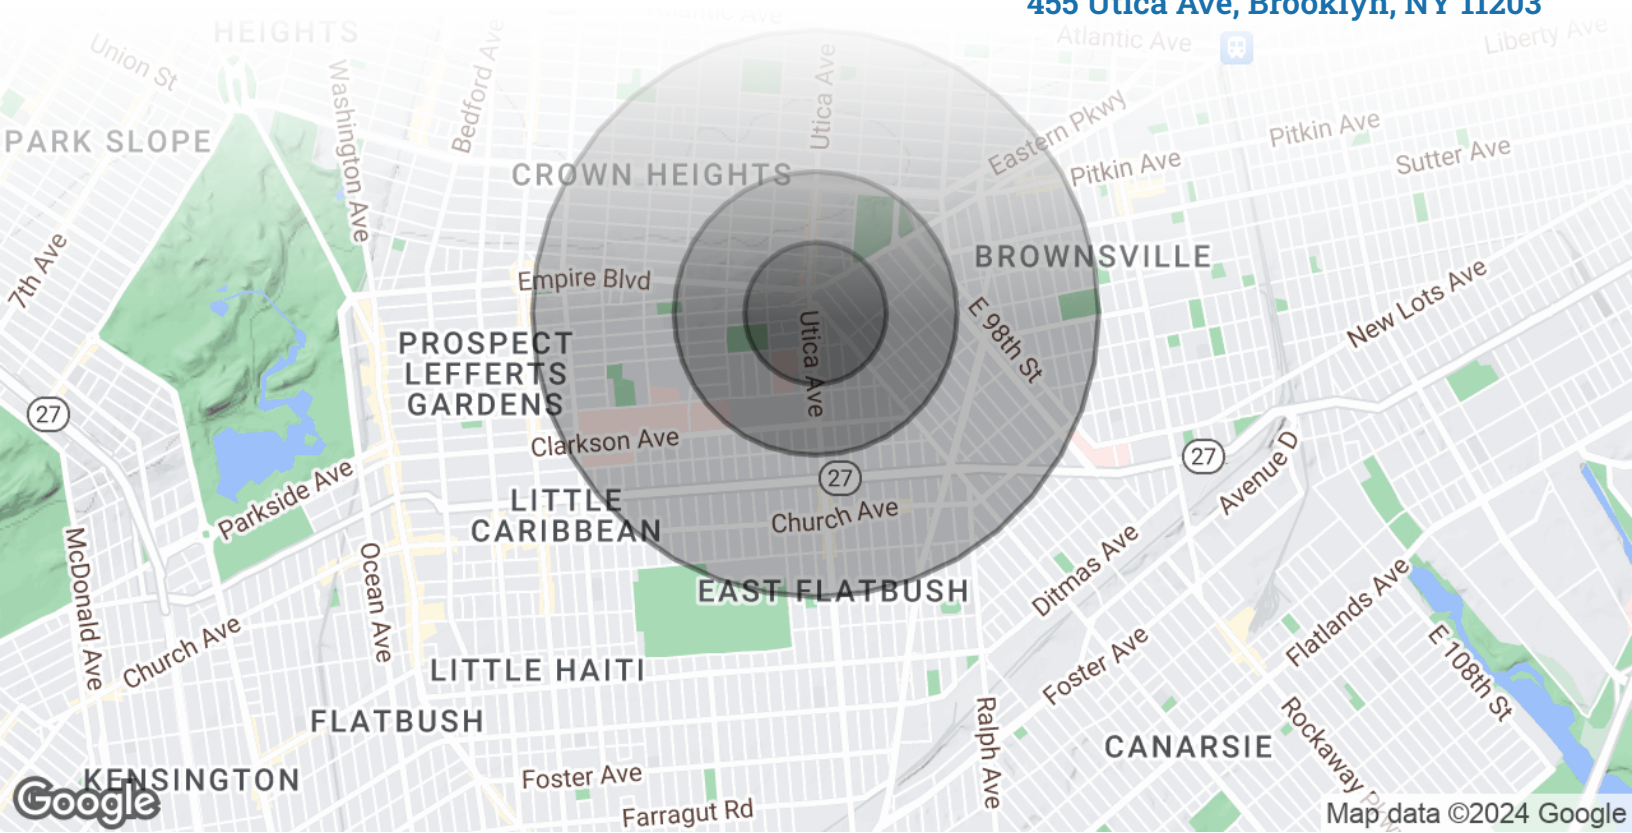 455 Utica Ave, Brooklyn, NY 11203
Atlantic Ave
HEIGHTS
Union St
Atlantic Ave
Liberty Ave
Washington Ave
Bedford Ave
Utica Ave
Eastern Pkwy
PARK SLOPE
Pitkin Ave
Pitkin Ave
Sutter Ave
CROWN HEIGHTS
BROWNSVILLE
7th Ave
Empire Blvd
E 98th St
New Lots Ave
PROSPECT
LEFFERTS
GARDENS
Utica Ave
27
Clarkson Ave
27
27
Avenue D
Parkside Ave
LITTLE
CARIBBEAN
Church Ave
McDonald Ave
Ocean Ave
EAST FLATBUSH
Ditmas Ave
Flatlands Ave
E 108th St
Church Ave
LITTLE HAITI
Foster Ave
FLATBUSH
Ralph Ave
Rockaway Pkwy
CANARSIE
KENSINGTON
Foster Ave
Farragut Rd
Google
Map data ©2024 Google